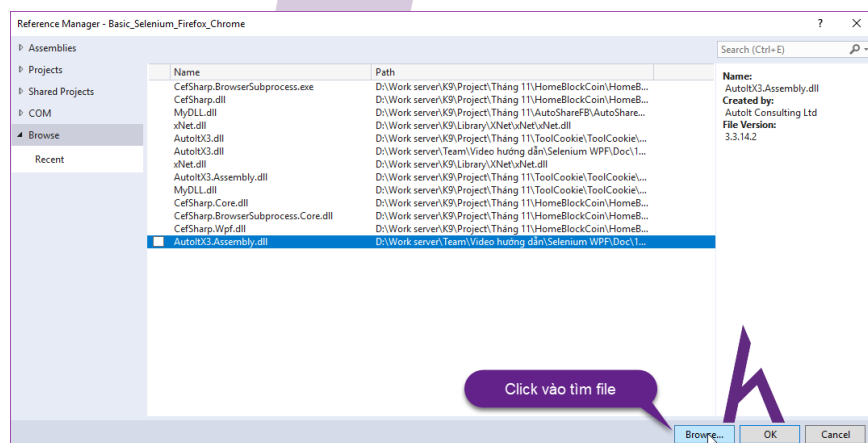 Reference Manager - Basic_Selenium_Firefox_Chrome ? ×
Assemblies
Projects
Shared Projects
COM
Browse
Recent
Search (Ctrl+E)
Name Path
CefSharp.BrowserSubprocess.exe D:\Work server\K9\Project\Tháng 11\HomeBlockCoin\HomeB...
CefSharp.dll D:\Work server\K9\Project\Tháng 11\HomeBlockCoin\HomeB...
MyDLL.dll D:\Work server\K9\Project\Tháng 11\AutoShareFB\AutoShare...
xNet.dll D:\Work server\K9\Library\XNet\xNet\xNet.dll
AutoItX3.dll D:\Work server\K9\Project\Tháng 11\ToolCookie\ToolCookie\...
AutoItX3.dll D:\Work server\Team\Video hướng dẫn\Selenium WPF\Doc\1...
xNet.dll D:\Work server\K9\Library\XNet\xNet.dll
AutoItX3.Assembly.dll D:\Work server\K9\Project\Tháng 11\ToolCookie\ToolCookie\...
MyDLL.dll D:\Work server\K9\Project\Tháng 11\ToolCookie\ToolCookie\...
CefSharp.Core.dll D:\Work server\K9\Project\Tháng 11\HomeBlockCoin\HomeB...
CefSharp.BrowserSubprocess.Core.dll D:\Work server\K9\Project\Tháng 11\HomeBlockCoin\HomeB...
CefSharp.Wpf.dll D:\Work server\K9\Project\Tháng 11\HomeBlockCoin\HomeB...
AutoItX3.Assembly.dll D:\Work server\Team\Video hướng dẫn\Selenium WPF\Doc\1...
Name:
AutoItX3.Assembly.dll
Created by:
AutoIt Consulting Ltd
File Version:
3.3.14.2
Click vào tìm file
Browse... OK Cancel